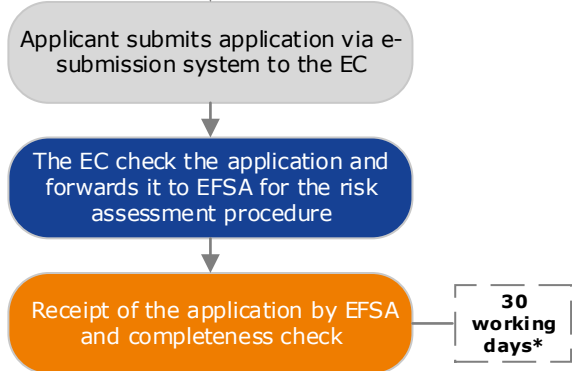 Applicant submits application via e-
submission system to the EC
The EC check the application and
forwards it to EFSA for the risk
assessment procedure
Receipt of the application by EFSA
and completeness check
30
working
days*